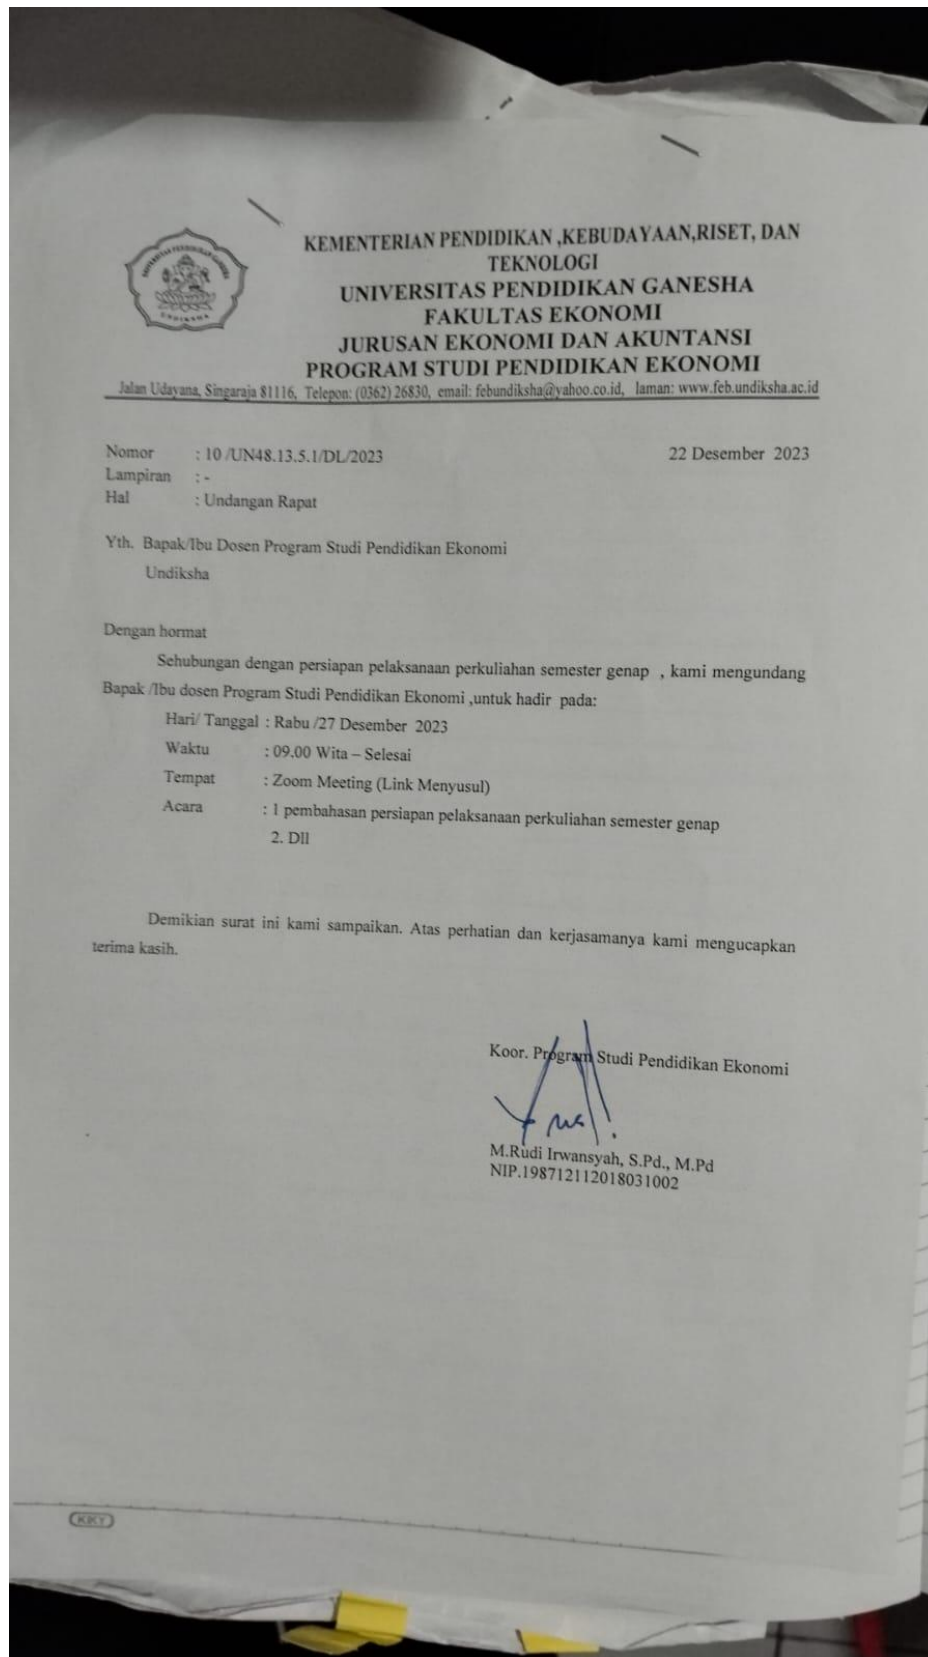 KEMENTERIAN PENDIDIKAN ,KEBUDAYAAN,RISET, DAN
TEKNOLOGI
UNIVERSITAS PENDIDIKAN GANESHA
FAKULTAS EKONOMI
JURUSAN EKONOMI DAN AKUNTANSI
PROGRAM STUDI PENDIDIKAN EKONOMI
Jalan Udayana, Singaraja 81116, Telepon: (0362) 26830, email: febundiksha@yahoo.co.id, laman: www.feb.undiksha.ac.id
UNIVERSITAS PENDIDIKAN GANESHA
UNDIKSHA
Nomor : 10 /UN48.13.5.1/DL/2023 22 Desember 2023
Lampiran : -
Hal : Undangan Rapat
Yth. Bapak/Ibu Dosen Program Studi Pendidikan Ekonomi
Undiksha
Dengan hormat
Sehubungan dengan persiapan pelaksanaan perkuliahan semester genap , kami mengundang
Bapak /Ibu dosen Program Studi Pendidikan Ekonomi ,untuk hadir pada:
Hari/ Tanggal : Rabu /27 Desember 2023
Waktu : 09.00 Wita – Selesai
Tempat : Zoom Meeting (Link Menyusul)
Acara : 1 pembahasan persiapan pelaksanaan perkuliahan semester genap
2. Dll
Demikian surat ini kami sampaikan. Atas perhatian dan kerjasamanya kami mengucapkan
terima kasih.
Koor. Program Studi Pendidikan Ekonomi
M.Rudi Irwansyah, S.Pd., M.Pd
NIP.198712112018031002
KKY